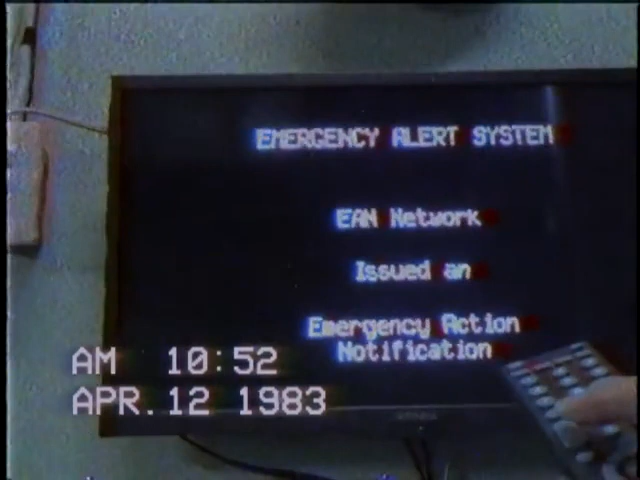 EMERGENCY ALERT SYSTEM
EAN Network
Issued an
Emergency Action
Notification
AM 10:52
APR.12 1983